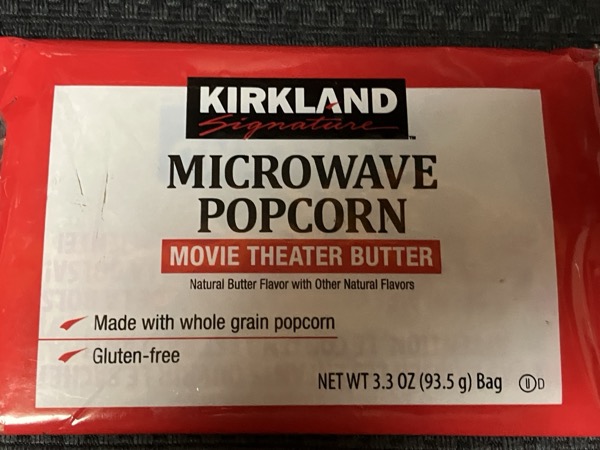 KIRKLAND
Signature™
MICROWAVE
POPCORN
MOVIE THEATER BUTTER
Natural Butter Flavor with Other Natural Flavors
Made with whole grain popcorn
Gluten-free
NET WT 3.3 OZ (93.5 g) Bag Ⓤ D